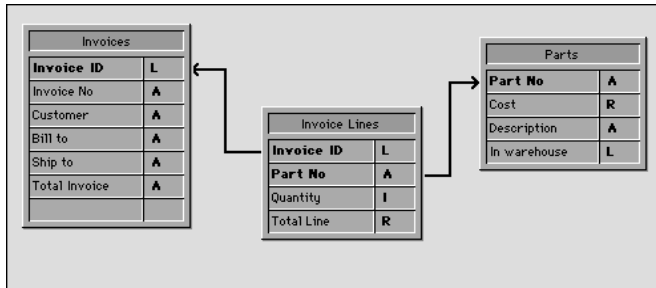 Invoices
Invoice ID L
Invoice No A
Customer A
Bill to A
Ship to A
Total Invoice A
Invoice Lines
Invoice ID L
Part No A
Quantity I
Total Line R
Parts
Part No A
Cost R
Description A
In warehouse L